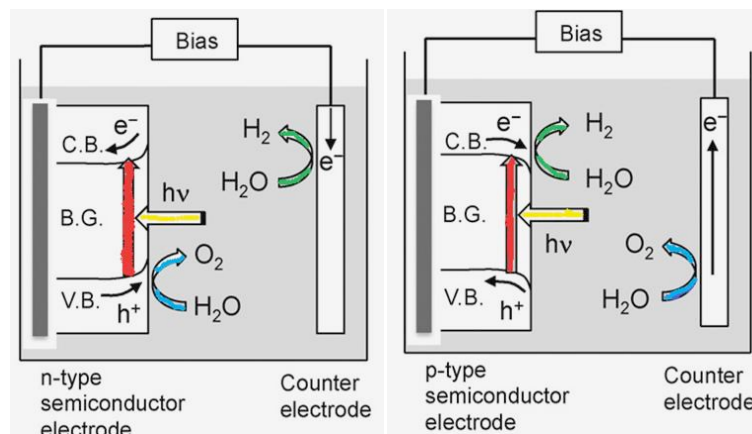 Bias
C.B.
e⁻
H₂
e⁻
H₂O
hν
B.G.
O₂
V.B.
h⁺
H₂O
n-type
semiconductor
electrode
Counter
electrode
Bias
C.B.
e⁻
H₂
e⁻
H₂O
B.G.
hν
O₂
V.B.
h⁺
H₂O
p-type
semiconductor
electrode
Counter
electrode